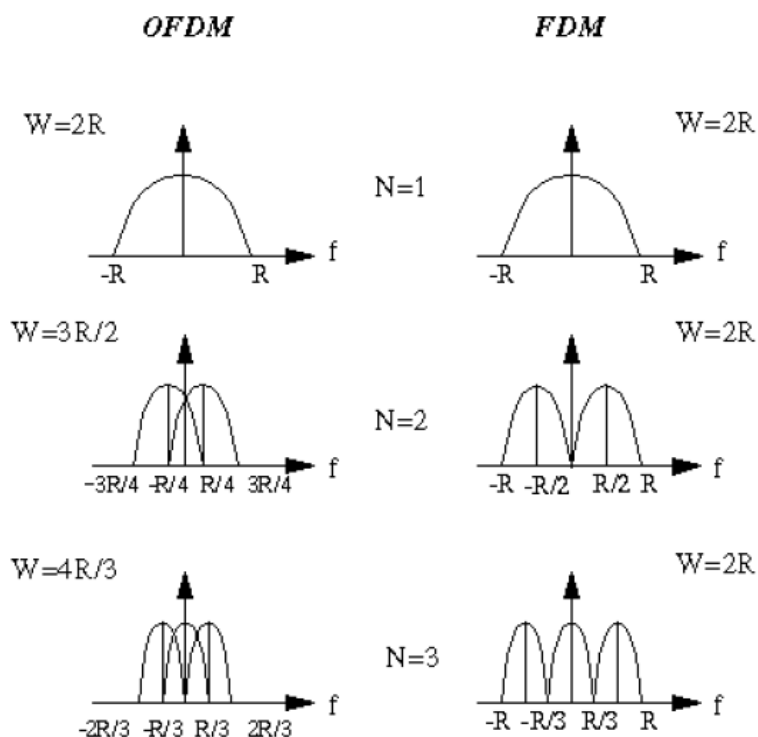 OFDM
FDM
W=2R
W=2R
N=1
f
f
-R
R
-R
R
W=3R/2
W=2R
N=2
f
f
-3R/4 -R/4 R/4 3R/4
-R -R/2 R/2 R
W=4R/3
W=2R
N=3
f
f
-2R/3 -R/3 R/3 2R/3
-R -R/3 R/3 R